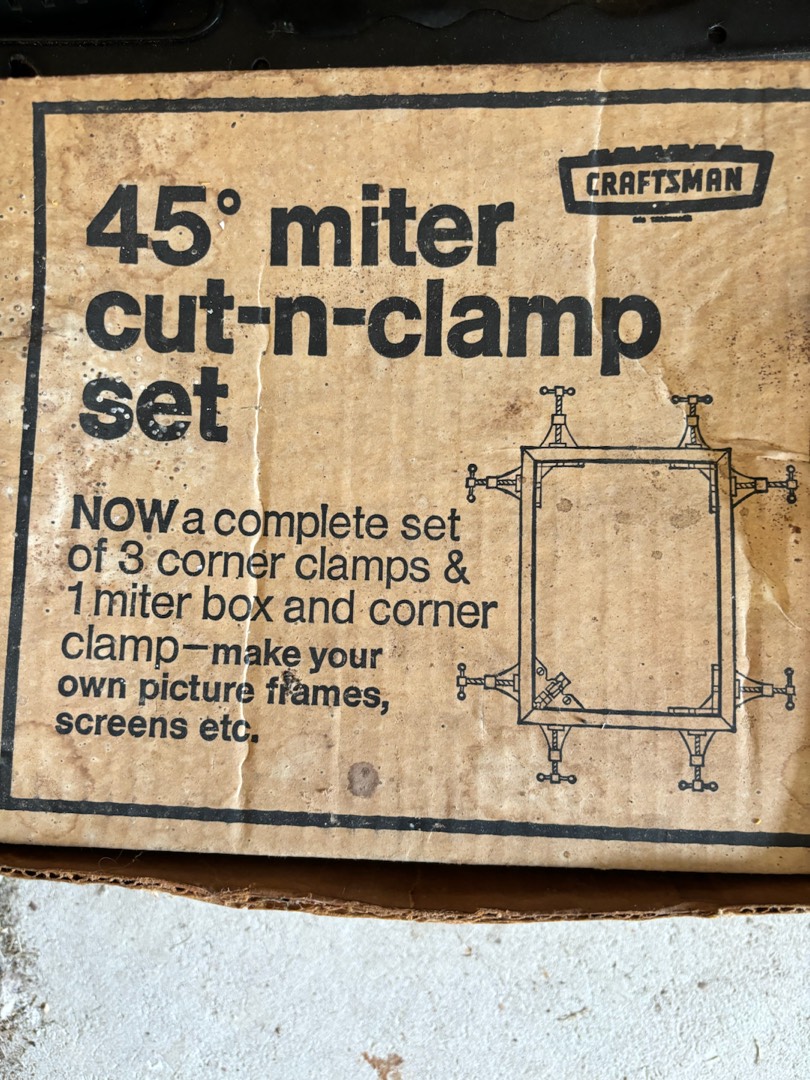 CRAFTSMAN
45° miter
cut-n-clamp
set
NOW a complete set
of 3 corner clamps &
1 miter box and corner
clamp—make your
own picture frames,
screens etc.